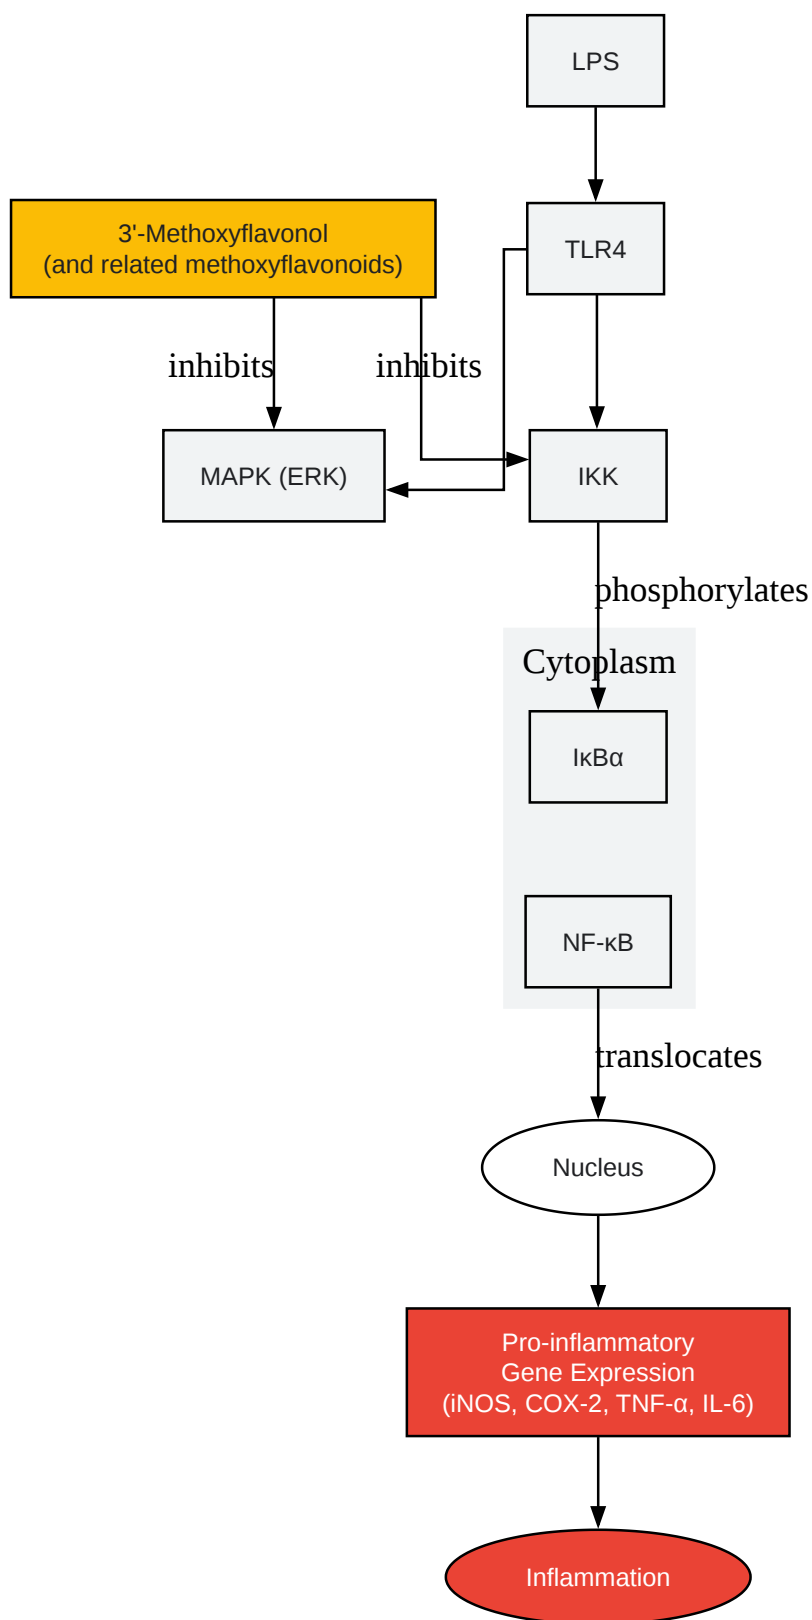 LPS
3'-Methoxyflavonol
(and related methoxyflavonoids)
TLR4
inhibits
inhibits
MAPK (ERK)
IKK
phosphorylates
Cytoplasm
IκBα
NF-κB
translocates
Nucleus
Pro-inflammatory
Gene Expression
(iNOS, COX-2, TNF-α, IL-6)
Inflammation